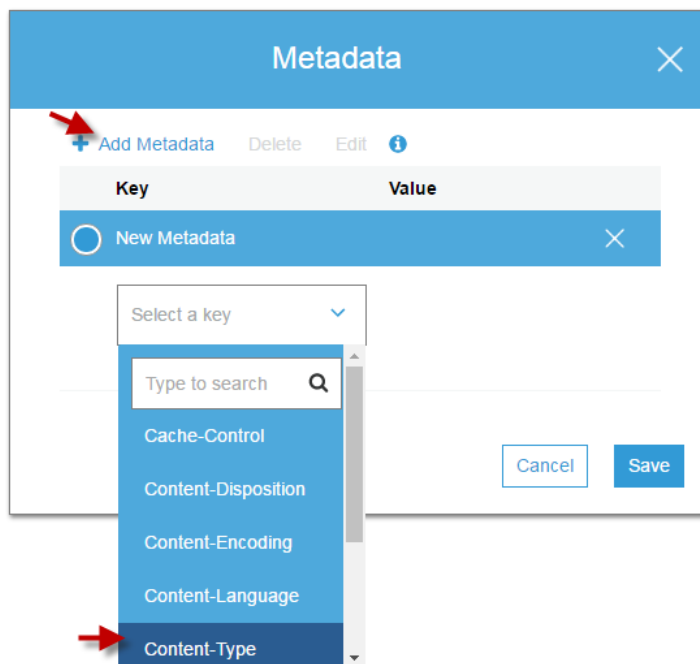 Metadata
Add Metadata Delete Edit
Key Value
New Metadata
Select a key
Type to search
Cache-Control
Content-Disposition
Content-Encoding
Cancel Save
Content-Language
Content-Type